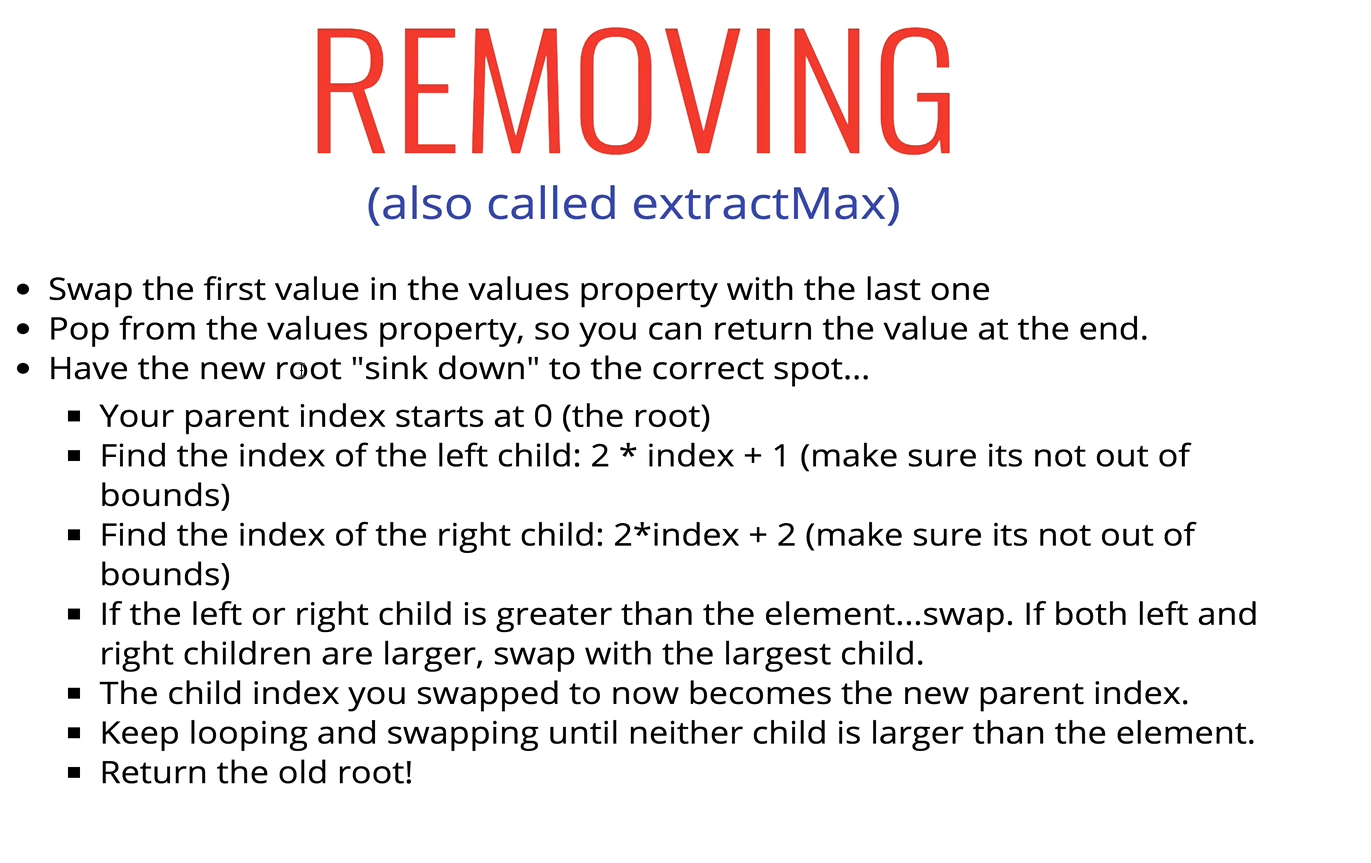 REMOVING
(also called extractMax)
• Swap the first value in the values property with the last one
• Pop from the values property, so you can return the value at the end.
• Have the new root "sink down" to the correct spot...
▪ Your parent index starts at 0 (the root)
▪ Find the index of the left child: 2 * index + 1 (make sure its not out of
bounds)
▪ Find the index of the right child: 2*index + 2 (make sure its not out of
bounds)
▪ If the left or right child is greater than the element...swap. If both left and
right children are larger, swap with the largest child.
▪ The child index you swapped to now becomes the new parent index.
▪ Keep looping and swapping until neither child is larger than the element.
▪ Return the old root!